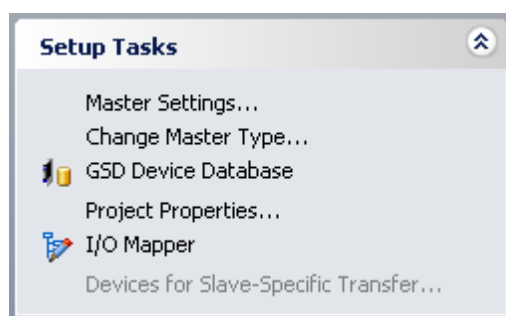 Setup Tasks
Master Settings...
Change Master Type...
GSD Device Database
Project Properties...
I/O Mapper
Devices for Slave-Specific Transfer...